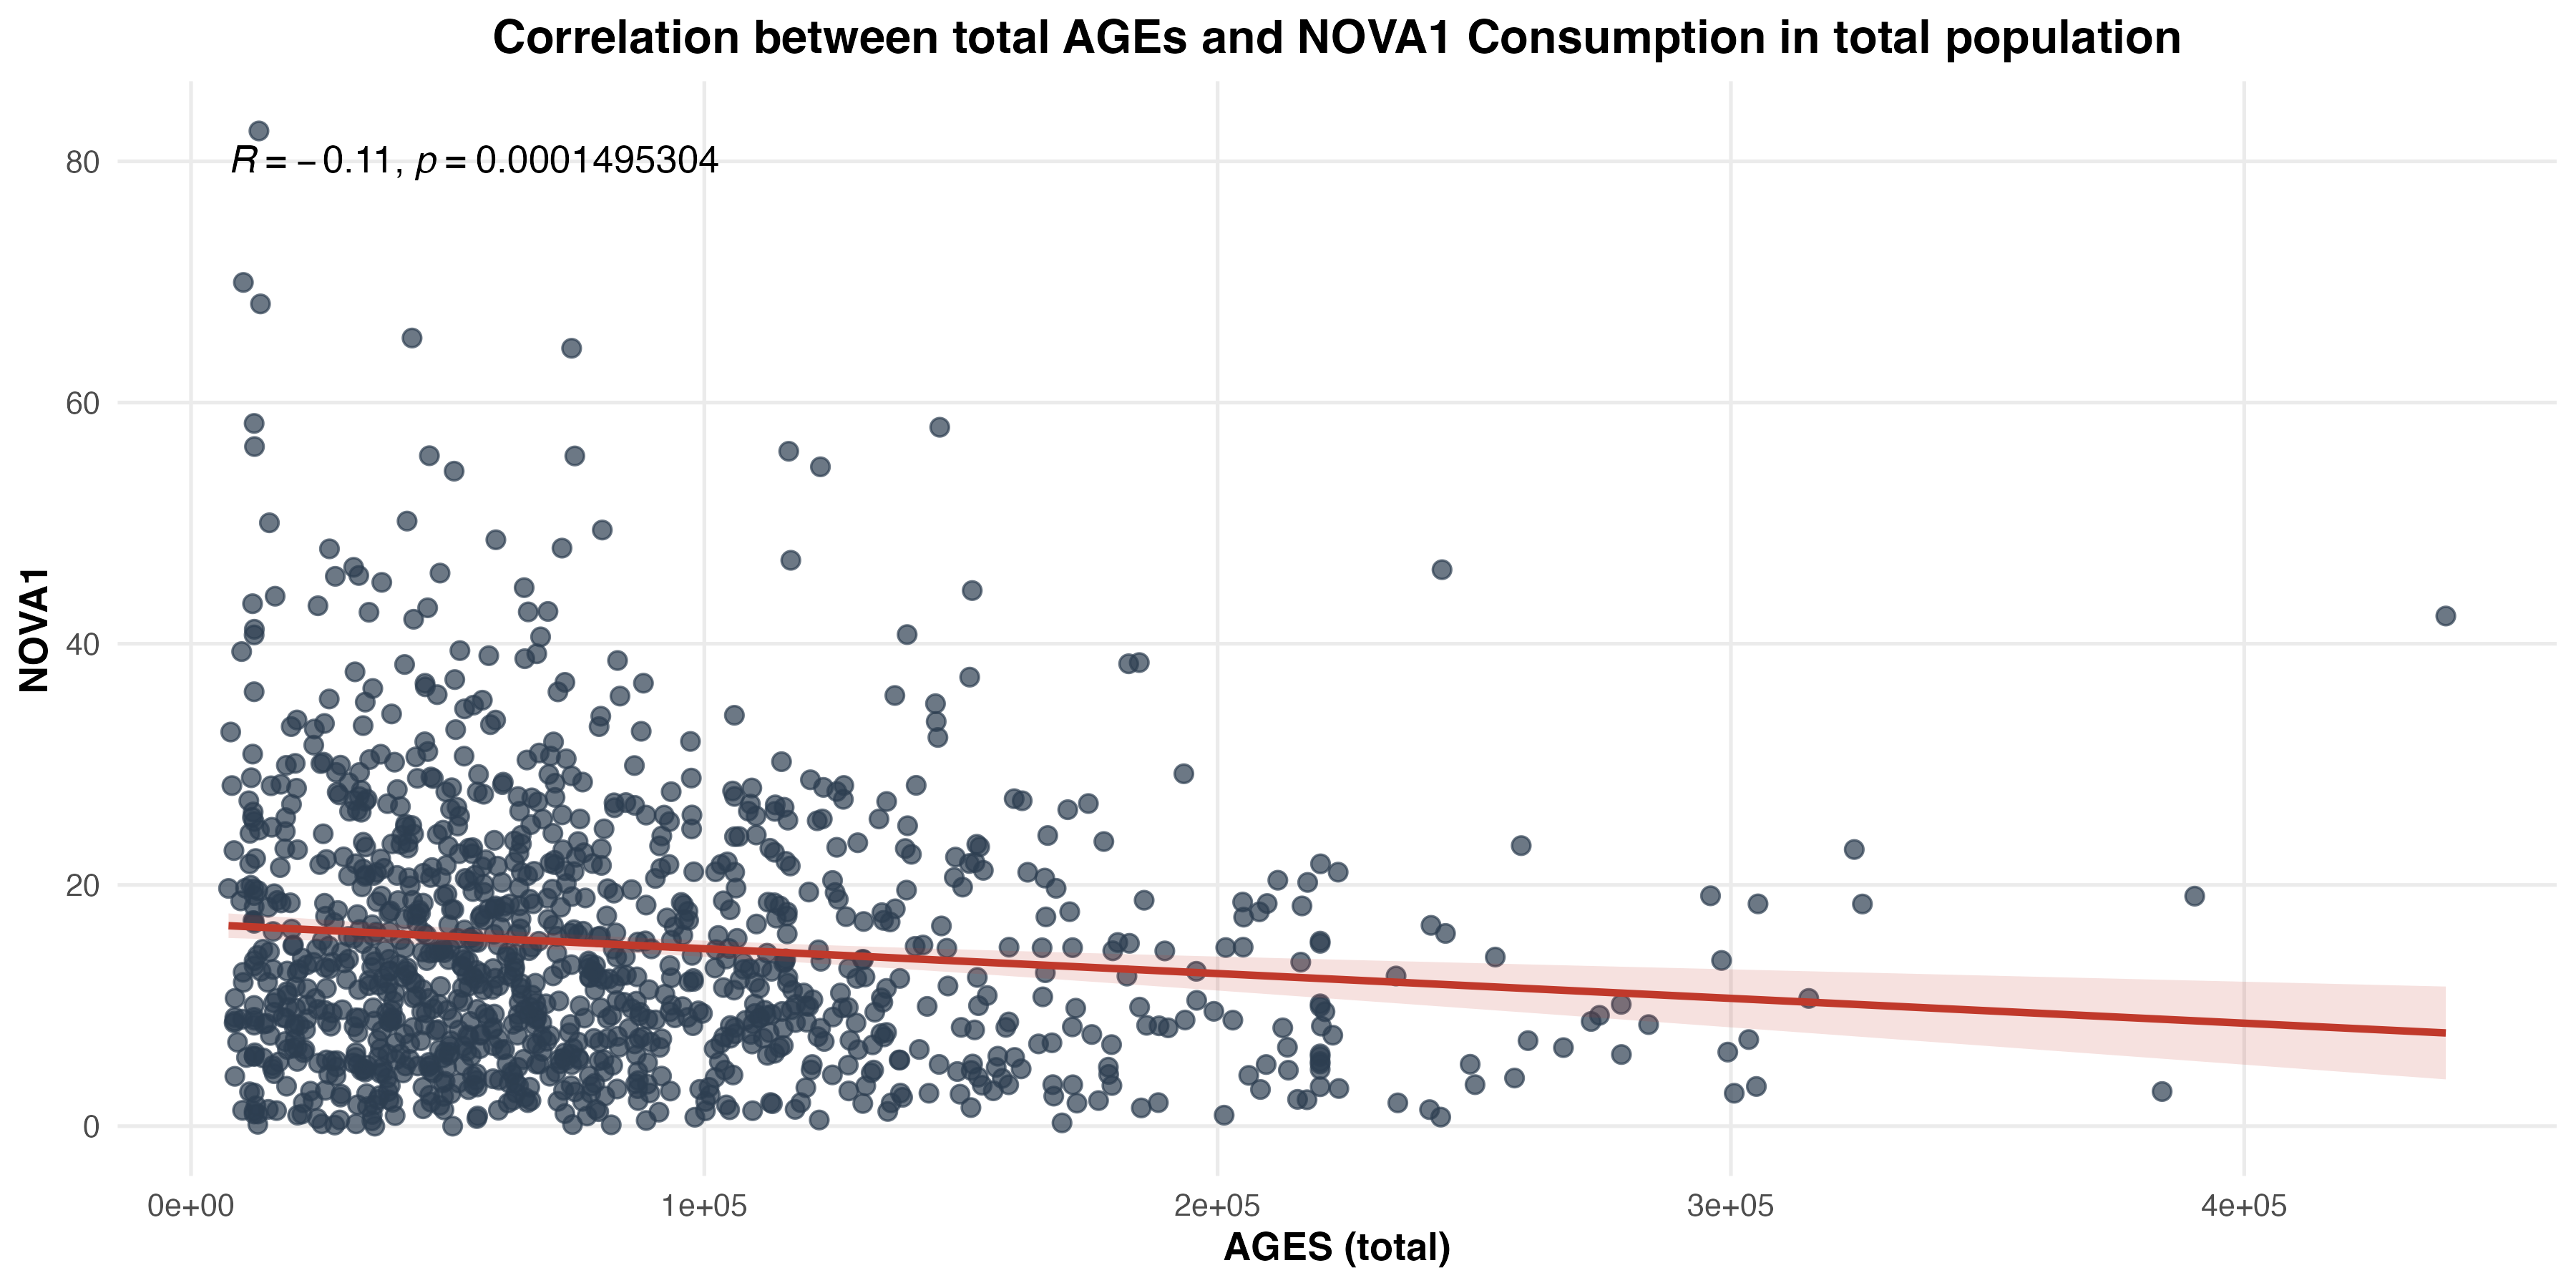 Correlation between total AGEs and NOVA1 Consumption in total population
R = −0.11, p = 0.0001495304
NOVA1
80
60
40
20
0
0e+00 1e+05 2e+05 3e+05 4e+05
AGES (total)